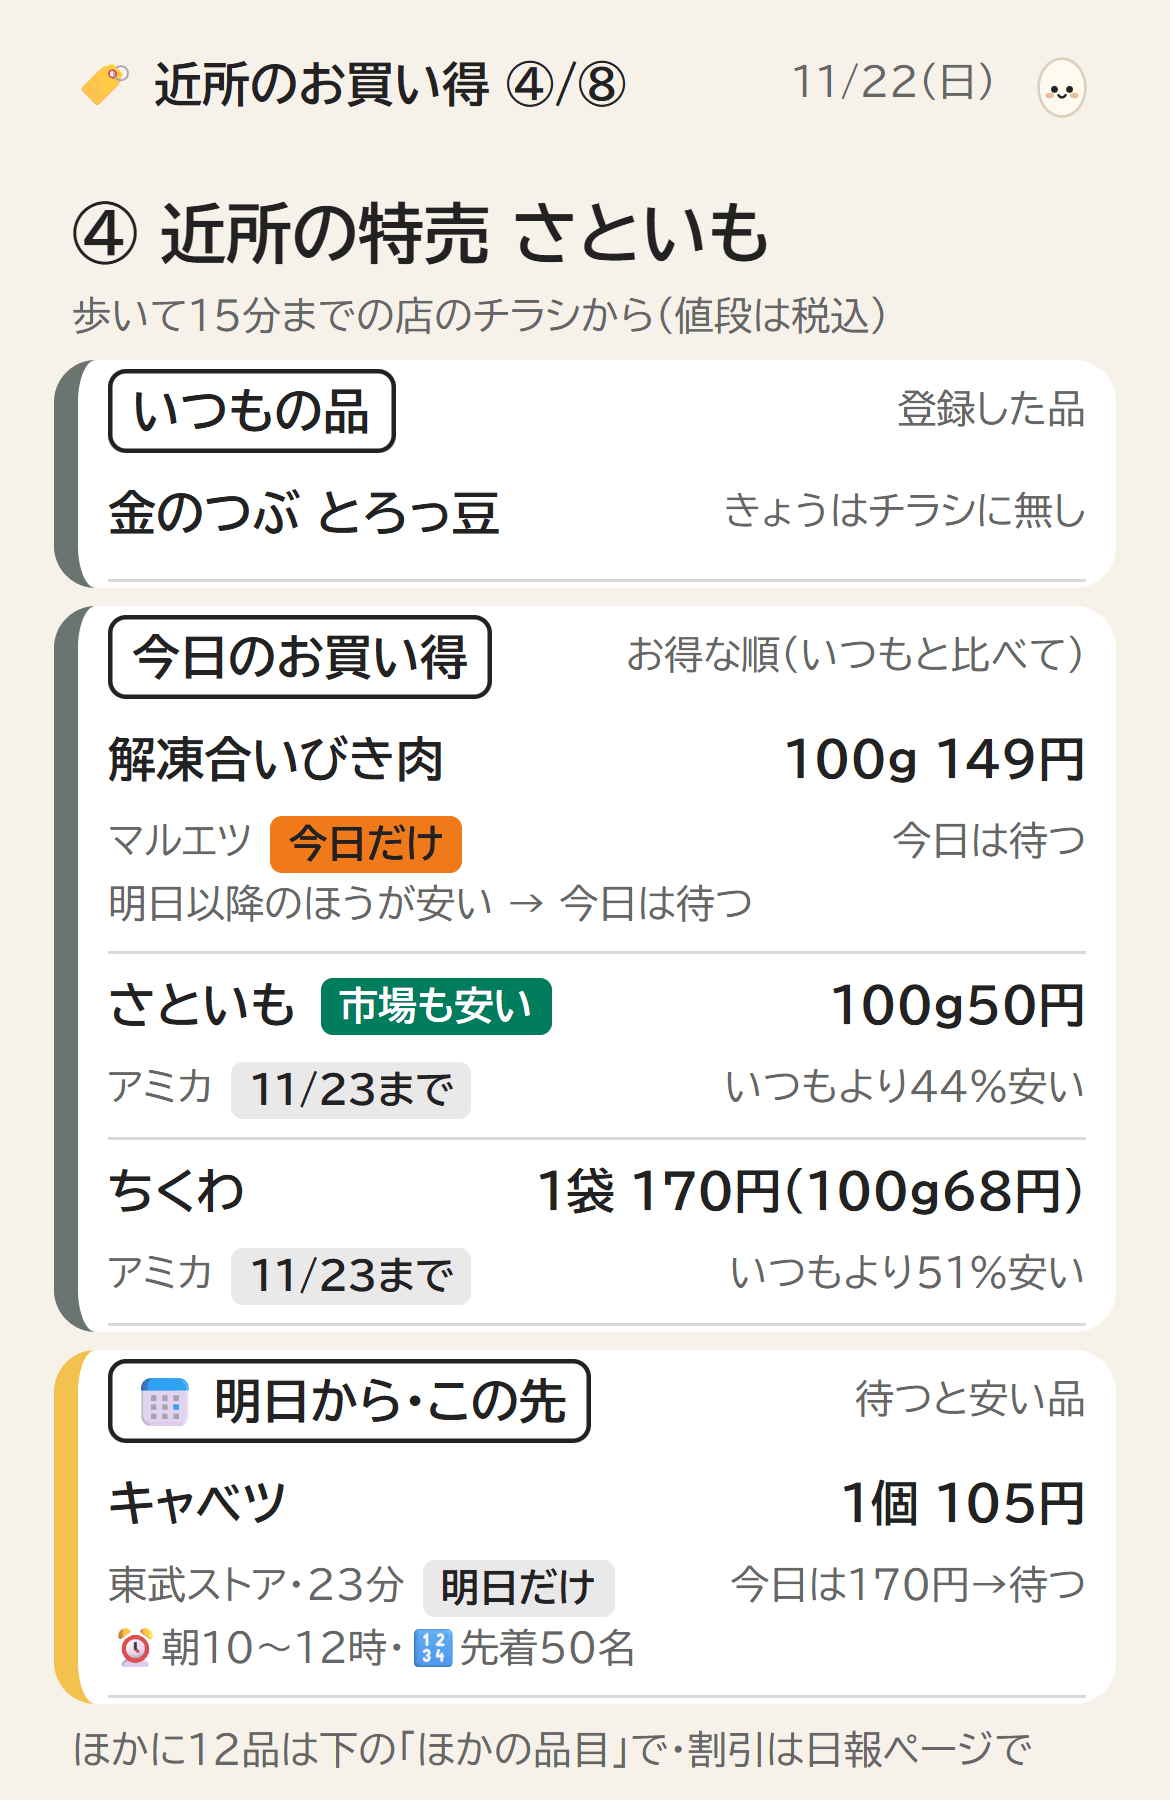 近所のお買い得 ④/⑧ 11/22(日)
④ 近所の特売 さといも
歩いて15分までの店のチラシから(値段は税込)
いつもの品 登録した品
金のつぶ とろっ豆 きょうはチラシに無し
今日のお買い得 お得な順(いつもと比べて)
解凍合いびき肉 100g 149円
マルエツ 今日だけ 今日は待つ
明日以降のほうが安い → 今日は待つ
さといも 市場も安い 100g50円
アミカ 11/23まで いつもより44%安い
ちくわ 1袋 170円(100g68円)
アミカ 11/23まで いつもより51%安い
明日から・この先 待つと安い品
キャベツ 1個 105円
東武ストア・23分 明日だけ 今日は170円→待つ
朝10〜12時・🔢先着50名
ほかに12品は下の「ほかの品目」で・割引は日報ページで